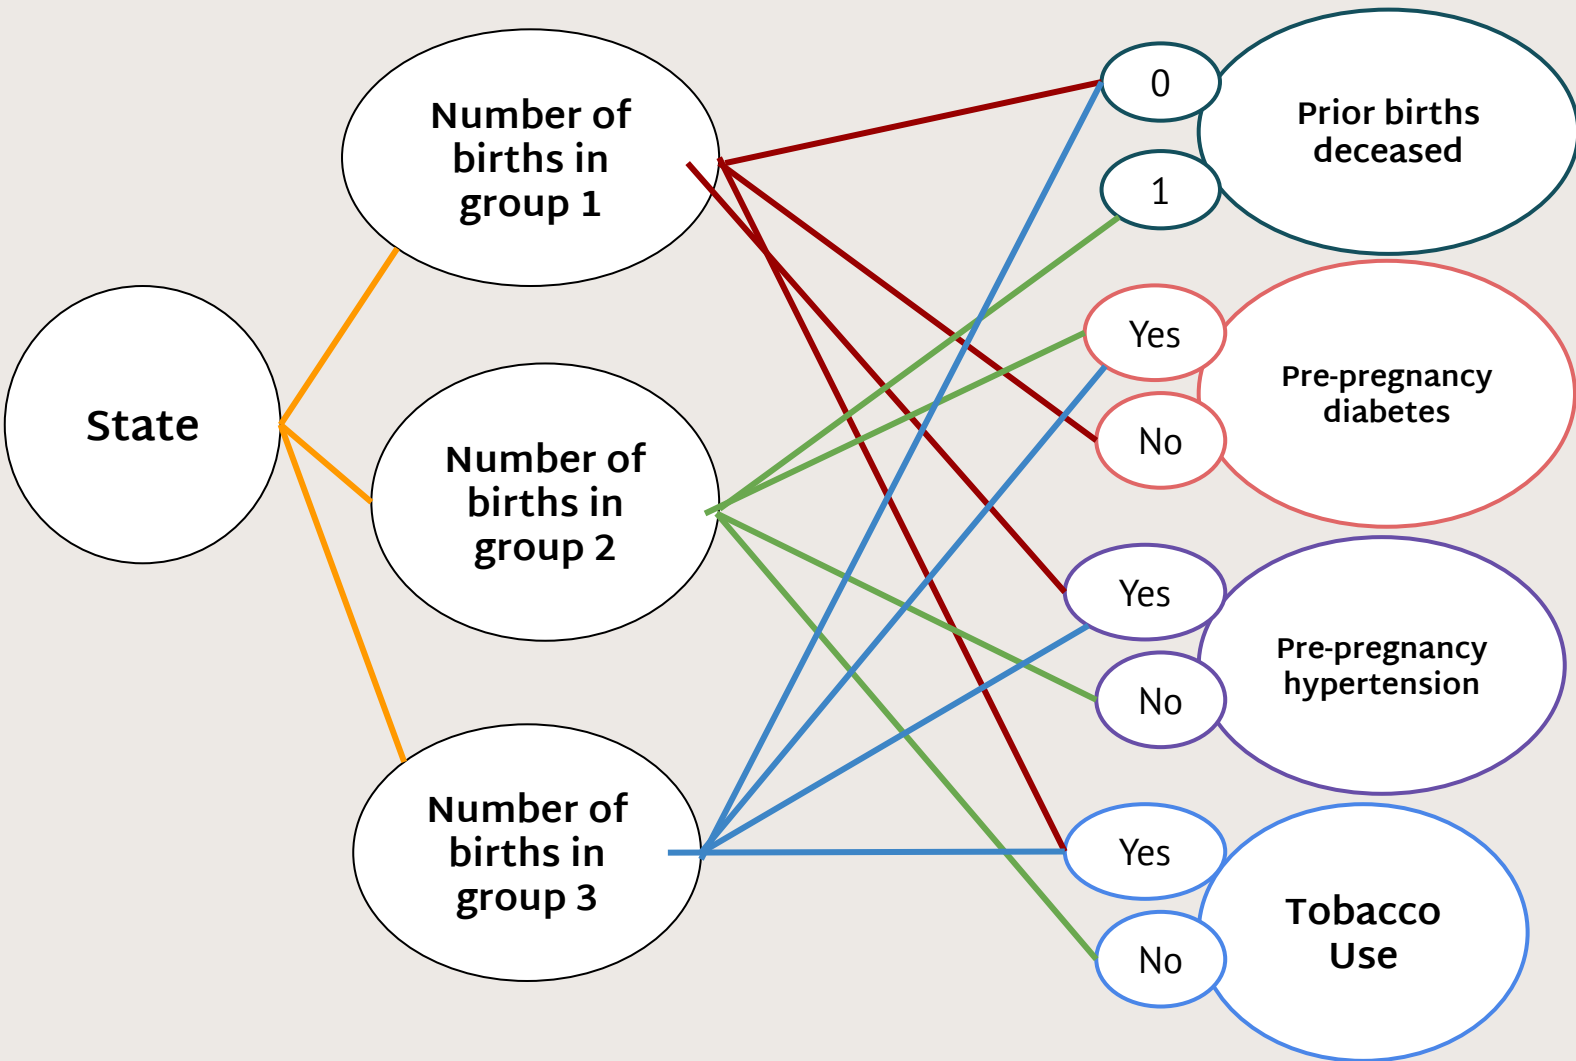 State
Number of
births in
group 1
Number of
births in
group 2
Number of
births in
group 3
0
1
Prior births
deceased
Yes
No
Pre-pregnancy
diabetes
Yes
No
Pre-pregnancy
hypertension
Yes
No
Tobacco
Use